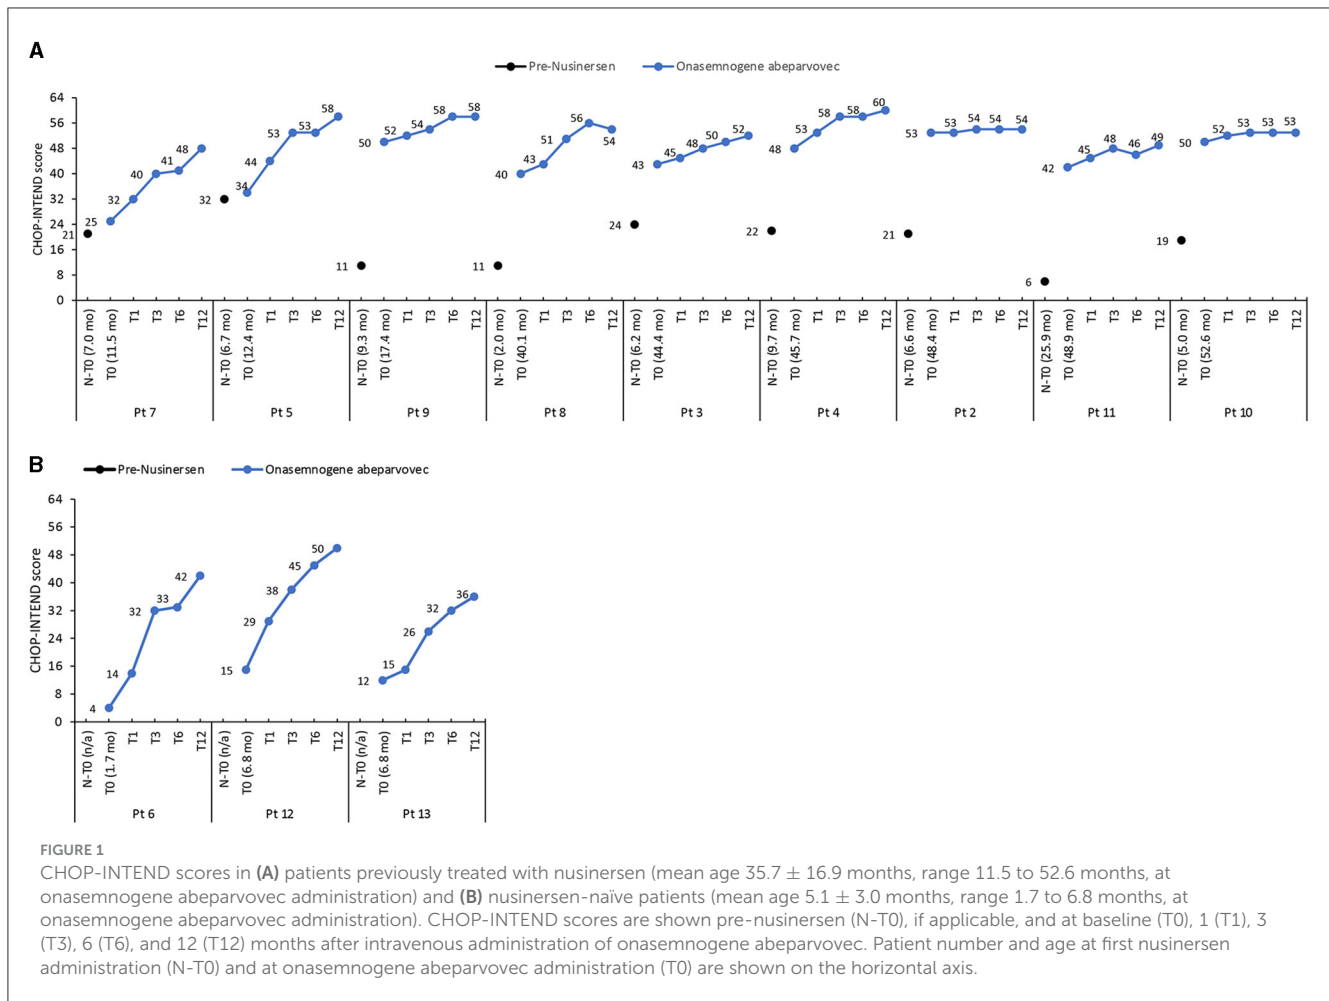 A
Pre-Nusinersen Onasemnogene abeparvovec
CHOP-INTEND score
64
56
48
40
32
24
16
8
0
21 25 32 40 41 48
32 34 44 53 53 58
11 50 52 54 58 58
11 40 43 51 56 54
24 43 45 48 50 52
22 48 53 58 58 60
21 53 53 54 54 54
6 42 45 48 46 49
19 50 52 53 53 53
N-T0 (7.0 mo) T0 (11.5 mo) T1 T3 T6 T12
N-T0 (6.7 mo) T0 (12.4 mo) T1 T3 T6 T12
N-T0 (9.3 mo) T0 (17.4 mo) T1 T3 T6 T12
N-T0 (2.0 mo) T0 (40.1 mo) T1 T3 T6 T12
N-T0 (6.2 mo) T0 (44.4 mo) T1 T3 T6 T12
N-T0 (9.7 mo) T0 (45.7 mo) T1 T3 T6 T12
N-T0 (6.6 mo) T0 (48.4 mo) T1 T3 T6 T12
N-T0 (25.9 mo) T0 (48.9 mo) T1 T3 T6 T12
N-T0 (5.0 mo) T0 (52.6 mo) T1 T3 T6 T12
Pt 7 Pt 5 Pt 9 Pt 8 Pt 3 Pt 4 Pt 2 Pt 11 Pt 10
B
Pre-Nusinersen Onasemnogene abeparvovec
CHOP-INTEND score
64
56
48
40
32
24
16
8
0
4 14 32 33 42
15 29 38 45 50
12 15 26 32 36
N-T0 (n/a) T0 (1.7 mo) T1 T3 T6 T12
N-T0 (n/a) T0 (6.8 mo) T1 T3 T6 T12
N-T0 (n/a) T0 (6.8 mo) T1 T3 T6 T12
Pt 6 Pt 12 Pt 13
FIGURE 1
CHOP-INTEND scores in (A) patients previously treated with nusinersen (mean age 35.7 ± 16.9 months, range 11.5 to 52.6 months, at
onasemnogene abeparvovec administration) and (B) nusinersen-naïve patients (mean age 5.1 ± 3.0 months, range 1.7 to 6.8 months, at
onasemnogene abeparvovec administration). CHOP-INTEND scores are shown pre-nusinersen (N-T0), if applicable, and at baseline (T0), 1 (T1), 3
(T3), 6 (T6), and 12 (T12) months after intravenous administration of onasemnogene abeparvovec. Patient number and age at first nusinersen
administration (N-T0) and at onasemnogene abeparvovec administration (T0) are shown on the horizontal axis.